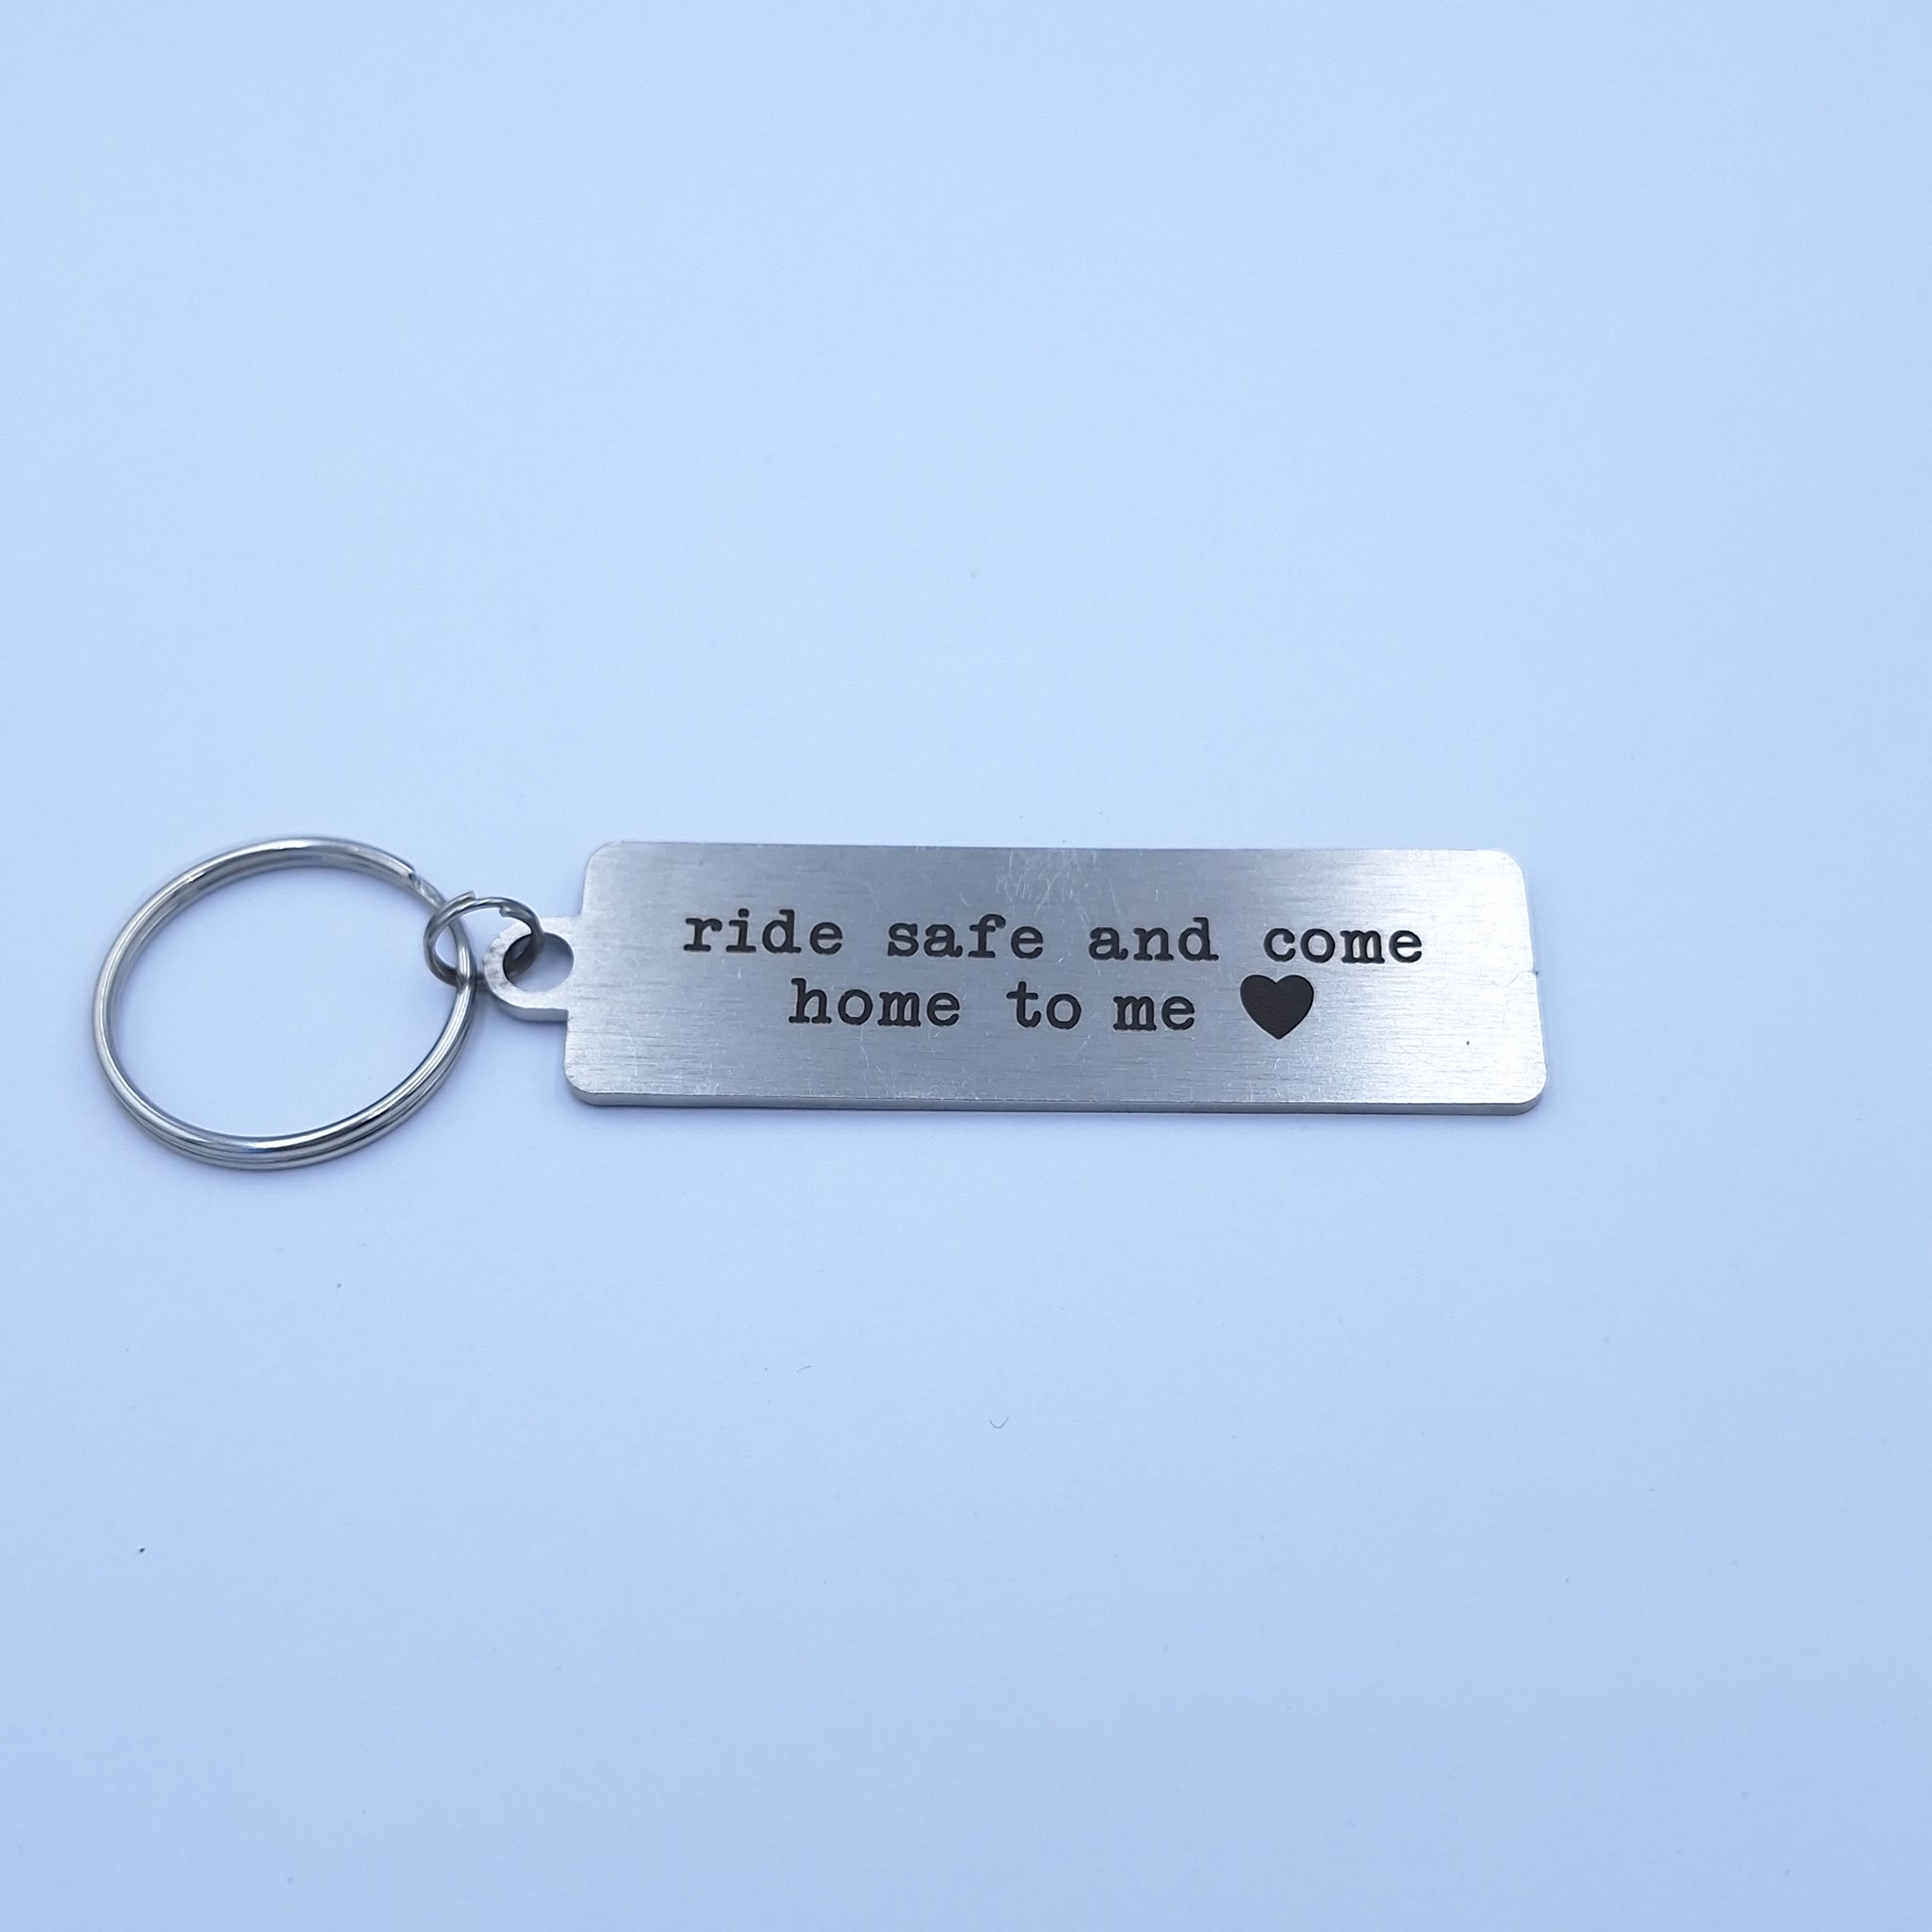 ride safe and come
home to me ♥